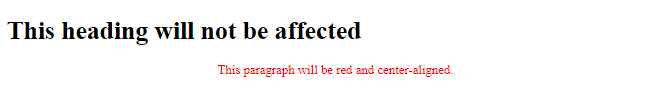 This heading will not be affected
This paragraph will be red and center-aligned.